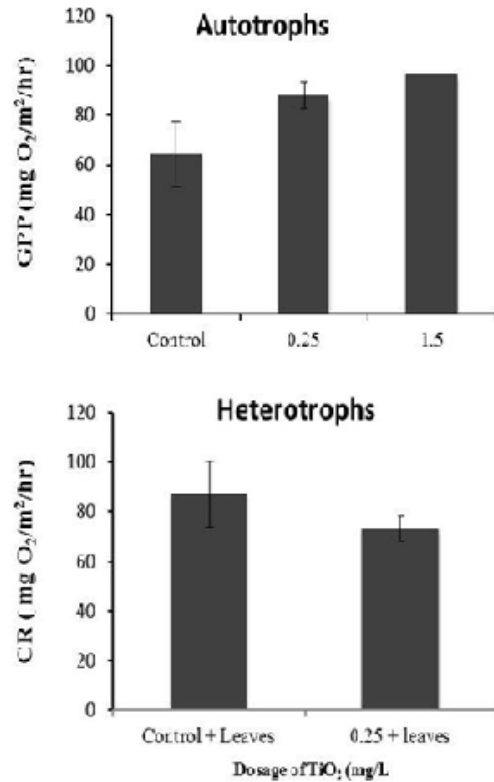 Autotrophs
GPP (mg O₂/m²/hr)
120
100
80
60
40
20
0
Control 0.25 1.5
Heterotrophs
CR ( mg O₂/m²/hr)
120
100
80
60
40
20
0
Control + Leaves 0.25 + leaves
Dosage of TiO₂ (mg/L